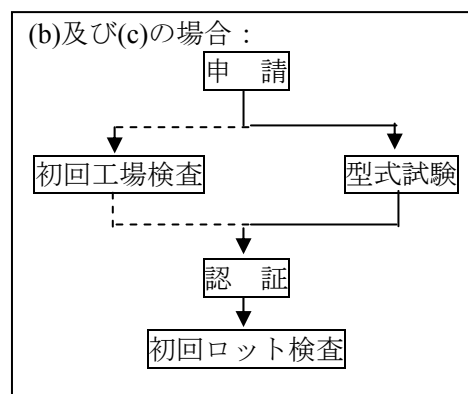 (b)及び(c)の場合：
申　請
初回工場検査　型式試験
認　証
初回ロット検査